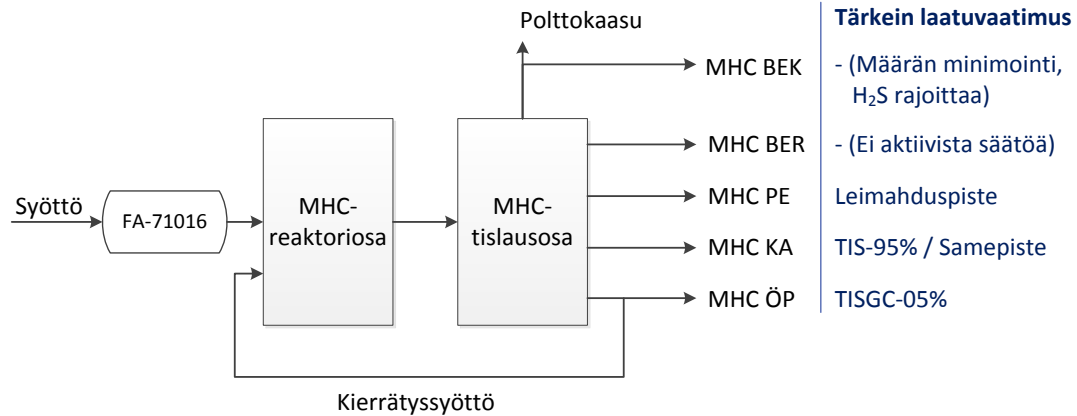 Polttokaasu
Tärkein laatuvaatimus
MHC BEK
- (Määrän minimointi,
H₂S rajoittaa)
MHC BER
- (Ei aktiivista säätöä)
Syöttö
FA-71016
MHC-
reaktoriosa
MHC-
tislausosa
MHC PE
Leimahduspiste
MHC KA
TIS-95% / Samepiste
MHC ÖP
TISGC-05%
Kierrätyssyöttö